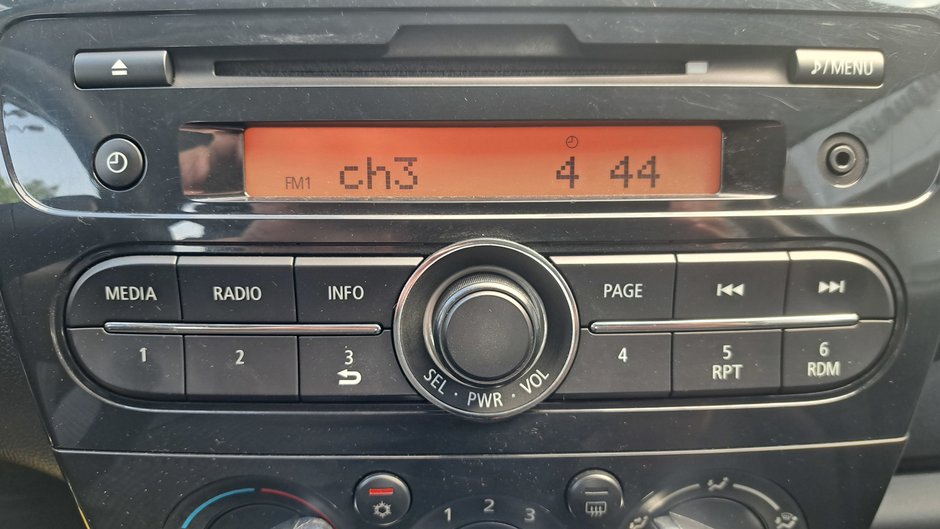 ♪/MENU
FM1 ch3 4 44
MEDIA RADIO INFO PAGE
1 2 3 4 5 6
RPT RDM
SEL · PWR · VOL
2
1 3